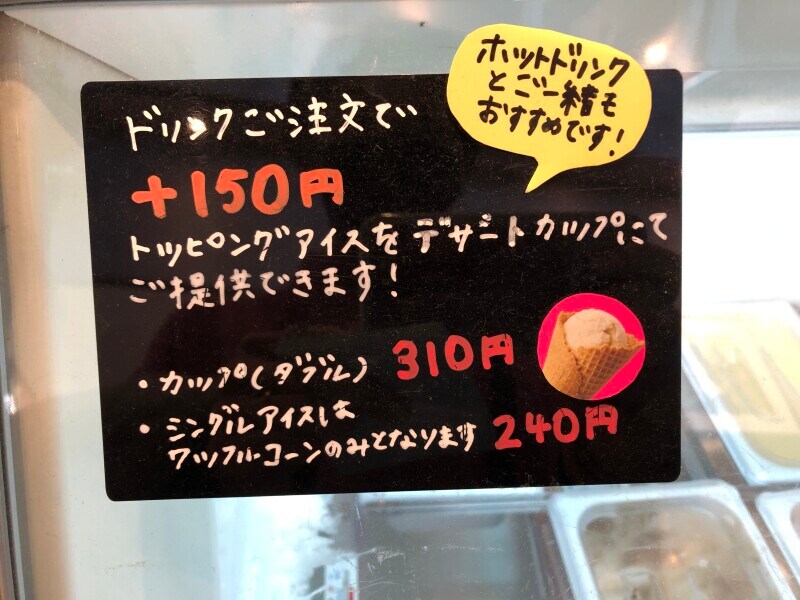 ホットドリンク
とご一緒も
おすすめです!
ドリンクご注文で
+150円
トッピングアイスをデザートカップにて
ご提供できます!
・カップ(ダブル) 310円
・シングルアイスは
ワッフルコーンのみとなります 240円